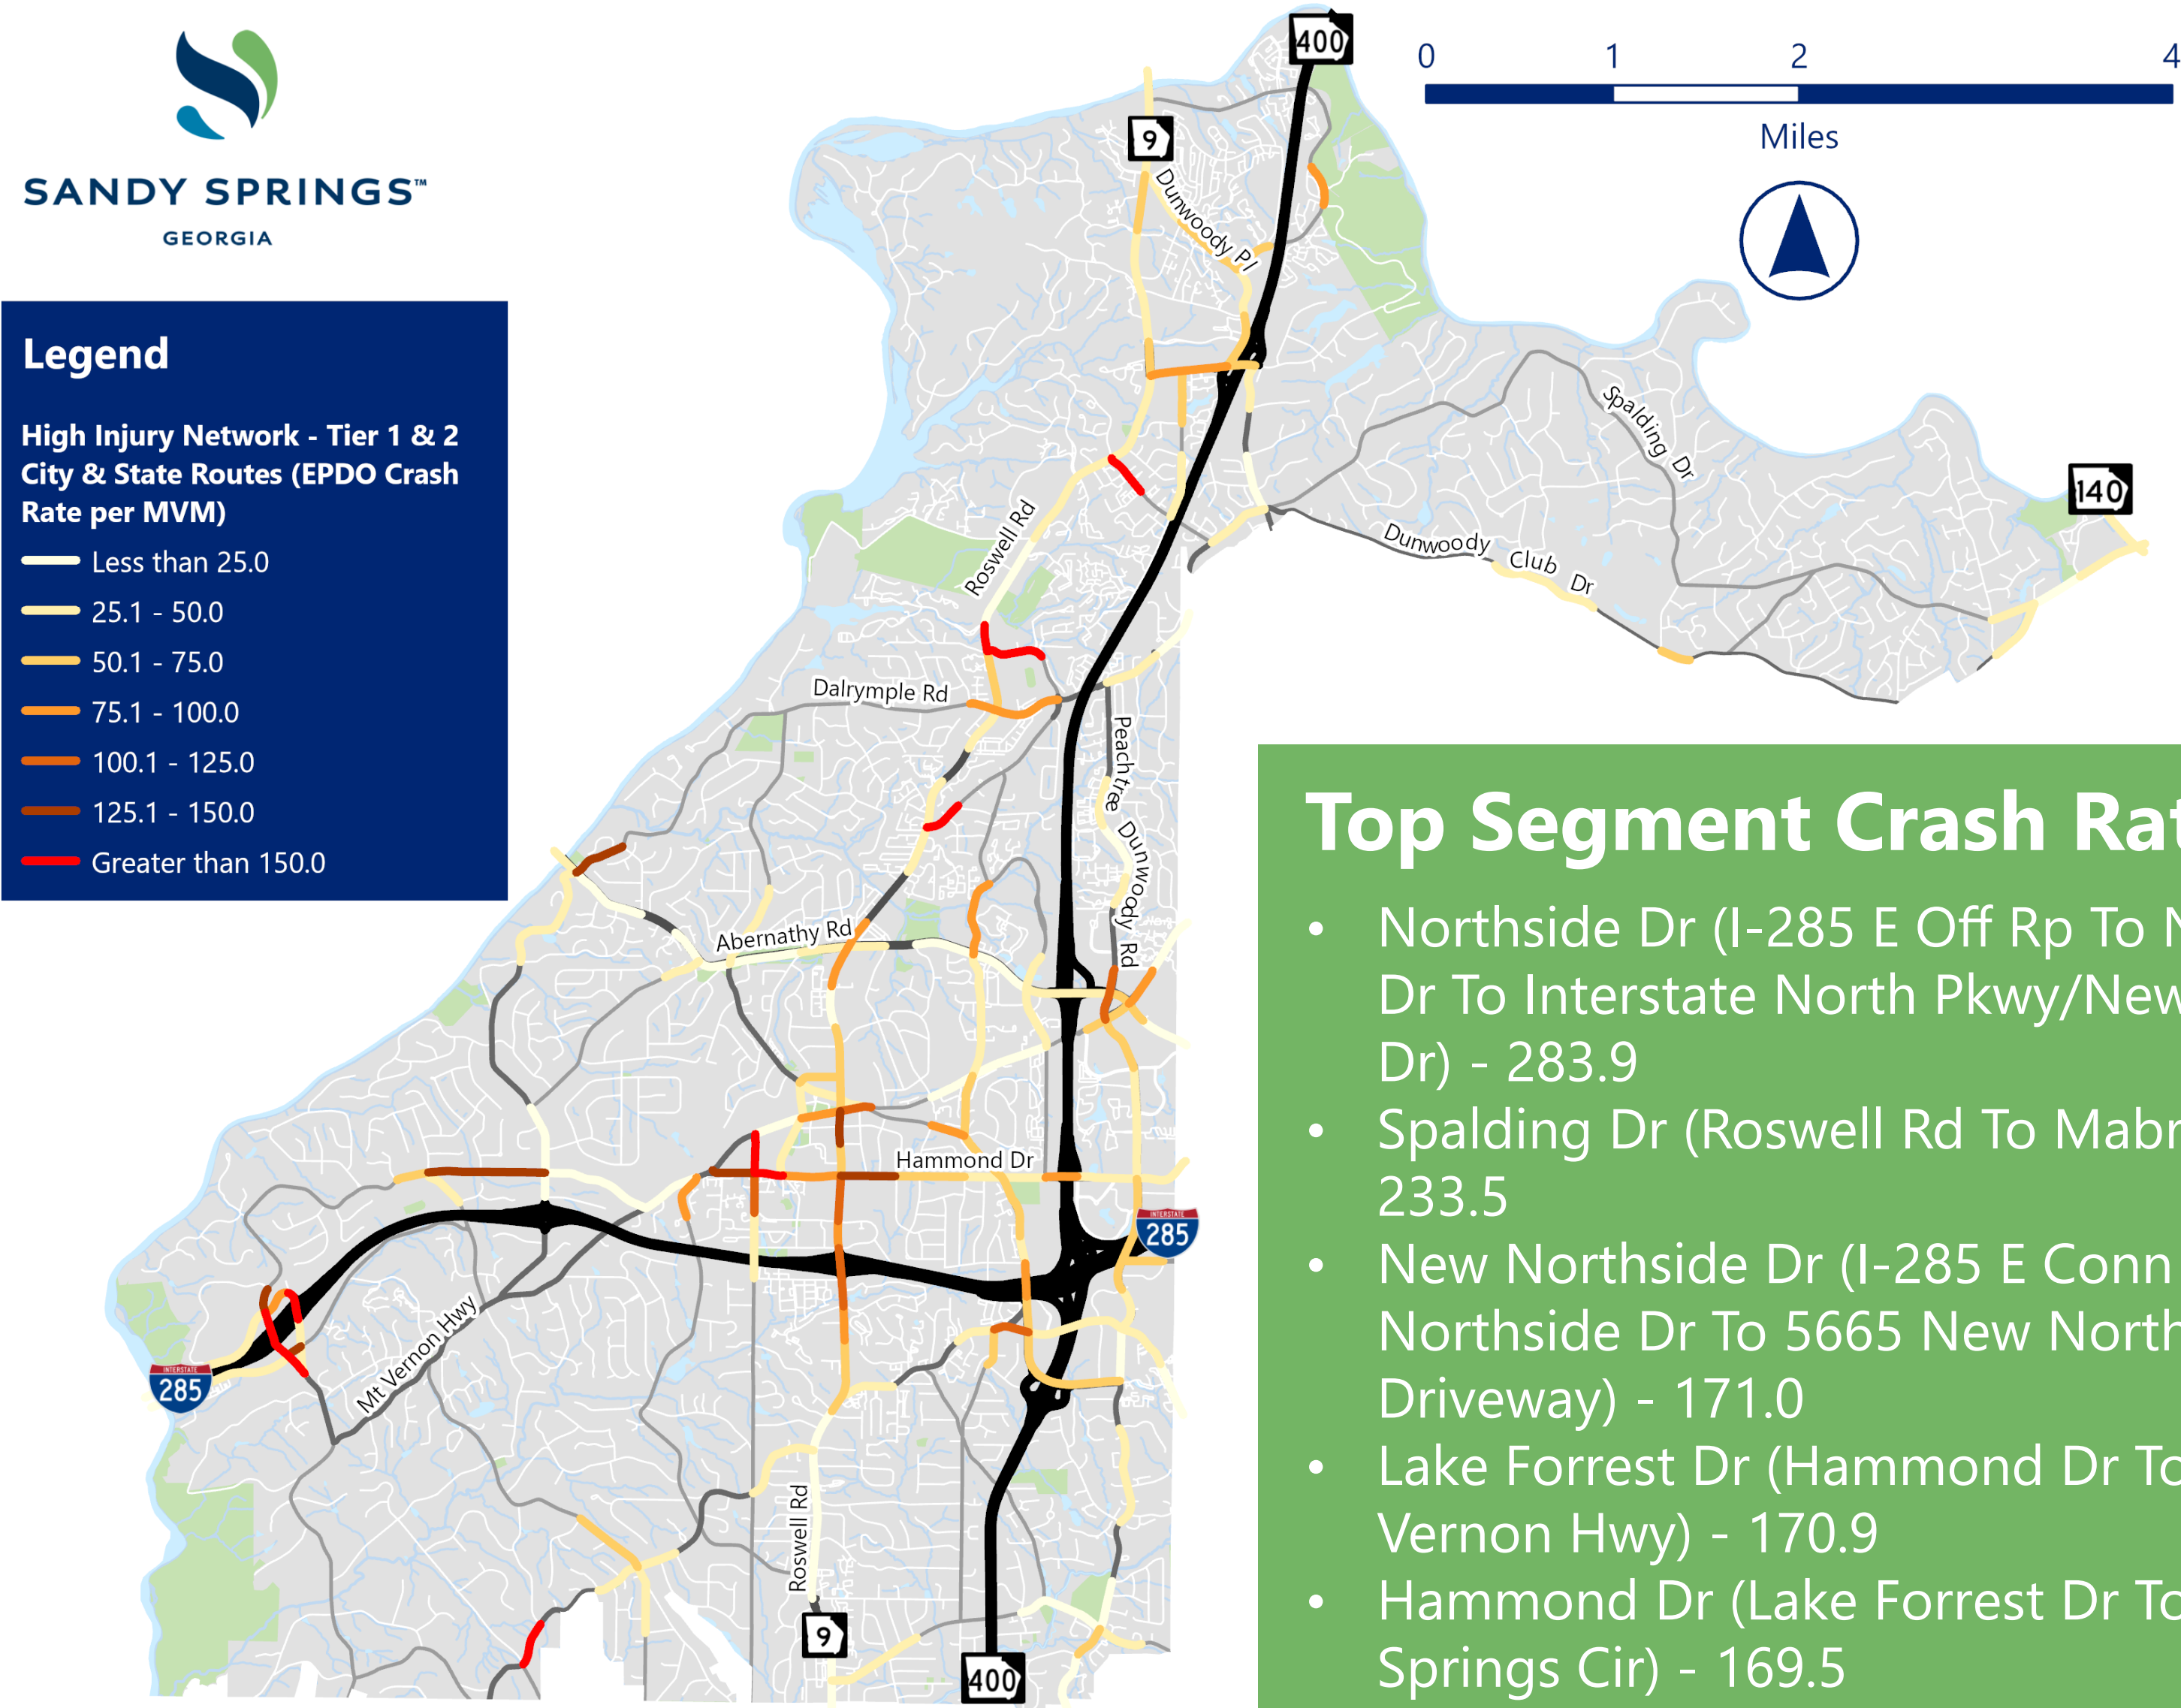 SANDY SPRINGS™
GEORGIA
Legend
High Injury Network - Tier 1 & 2
City & State Routes (EPDO Crash
Rate per MVM)
Less than 25.0
25.1 - 50.0
50.1 - 75.0
75.1 - 100.0
100.1 - 125.0
125.1 - 150.0
Greater than 150.0
0 1 2 4
Miles
400
9
Dunwoody Pl
Roswell Rd
Spalding Dr
140
Dunwoody Club Dr
Dalrymple Rd
Peachtree Dunwoody Rd
Abernathy Rd
Hammond Dr
INTERSTATE
285
INTERSTATE
285
Mt Vernon Hwy
Roswell Rd
9
400
Top Segment Crash Rat
• Northside Dr (I-285 E Off Rp To N
Dr To Interstate North Pkwy/New
Dr) - 283.9
• Spalding Dr (Roswell Rd To Mabr
233.5
• New Northside Dr (I-285 E Conn
Northside Dr To 5665 New North
Driveway) - 171.0
• Lake Forrest Dr (Hammond Dr To
Vernon Hwy) - 170.9
• Hammond Dr (Lake Forrest Dr To
Springs Cir) - 169.5